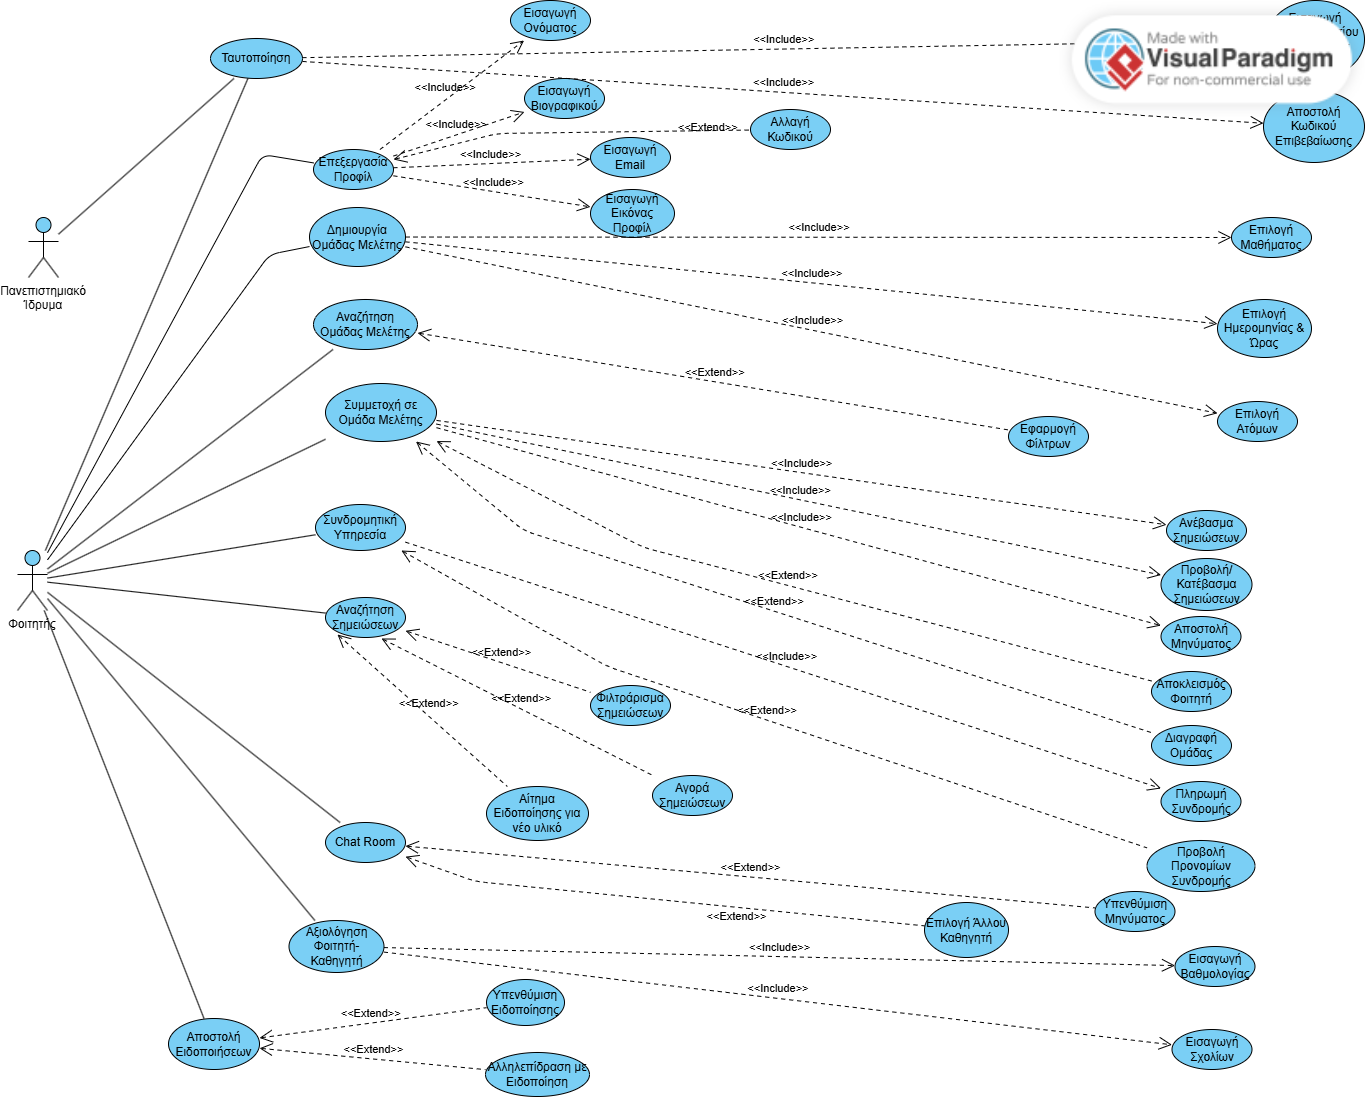 Εισαγωγή
Ονόματος
Ταυτοποίηση
<<Include>>
Εισαγωγή
Made with
VisualParadigm
For non-commercial use
<<Include>>
<<Include>>
Εισαγωγή
Βιογραφικού
<<Include>>
Αλλαγή
Κωδικού
<<Extend>>
Αποστολή
Κωδικού
Επιβεβαίωσης
Επεξεργασία
Προφίλ
<<Include>>
Εισαγωγή
Email
<<Include>>
Εισαγωγή
Εικόνας
Προφίλ
Πανεπιστημιακό
Ίδρυμα
Δημιουργία
Ομάδας Μελέτης
<<Include>>
Επιλογή
Μαθήματος
<<Include>>
Επιλογή
Ημερομηνίας &
Ώρας
<<Include>>
Αναζήτηση
Ομάδας Μελέτης
<<Extend>>
Επιλογή
Ατόμων
Εφαρμογή
Φίλτρων
Συμμετοχή σε
Ομάδα Μελέτης
<<Include>>
<<Include>>
<<Include>>
Ανέβασμα
Σημειώσεων
Συνδρομητική
Υπηρεσία
Προβολή/
Κατέβασμα
Σημειώσεων
<<Extend>>
<<Extend>>
Φοιτητής
Αναζήτηση
Σημειώσεων
Αποστολή
Μηνύματος
<<Extend>>
<<Include>>
Αποκλεισμός
Φοιτητή
<<Extend>>
<<Extend>>
Φιλτράρισμα
Σημειώσεων
<<Extend>>
Διαγραφή
Ομάδας
Αίτημα
Ειδοποίησης για
νέο υλικό
Αγορά
Σημειώσεων
Πληρωμή
Συνδρομής
Chat Room
Προβολή
Προνομίων
Συνδρομής
<<Extend>>
<<Extend>>
Υπενθύμιση
Μηνύματος
Επιλογή Άλλου
Καθηγητή
Αξιολόγηση
Φοιτητή-
Καθηγητή
<<Include>>
Εισαγωγή
Βαθμολογίας
<<Include>>
Υπενθύμιση
Ειδοποίησης
<<Extend>>
Αποστολή
Ειδοποιήσεων
<<Extend>>
Εισαγωγή
Σχολίων
Αλληλεπίδραση με
Ειδοποίηση